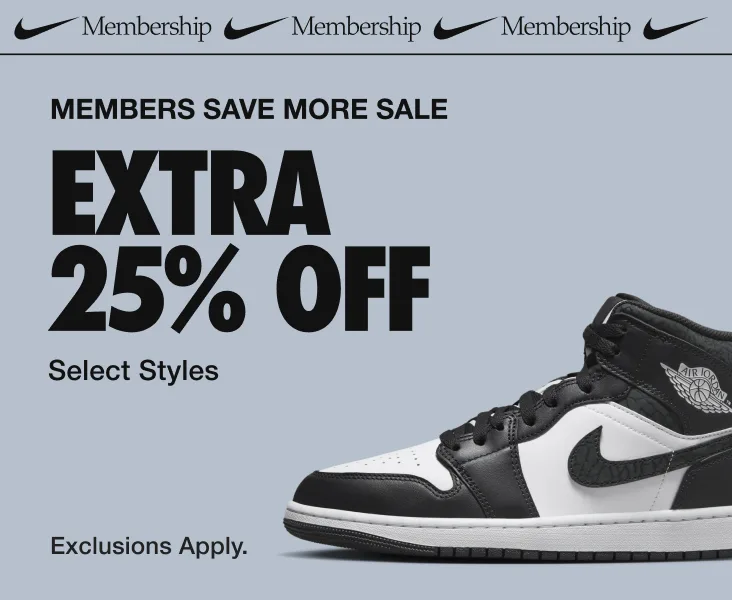 Membership Membership Membership
MEMBERS SAVE MORE SALE
EXTRA
25% OFF
Select Styles
AIR JORDAN
Exclusions Apply.